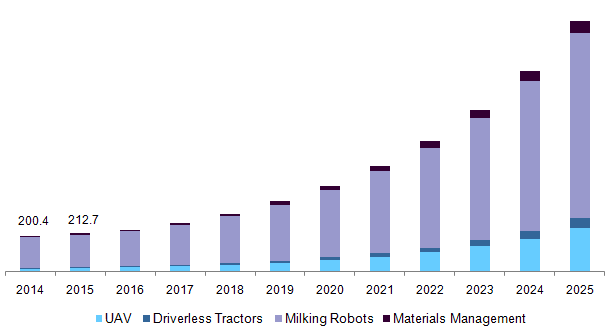 200.4 212.7
2014 2015 2016 2017 2018 2019 2020 2021 2022 2023 2024 2025
UAV Driverless Tractors Milking Robots Materials Management